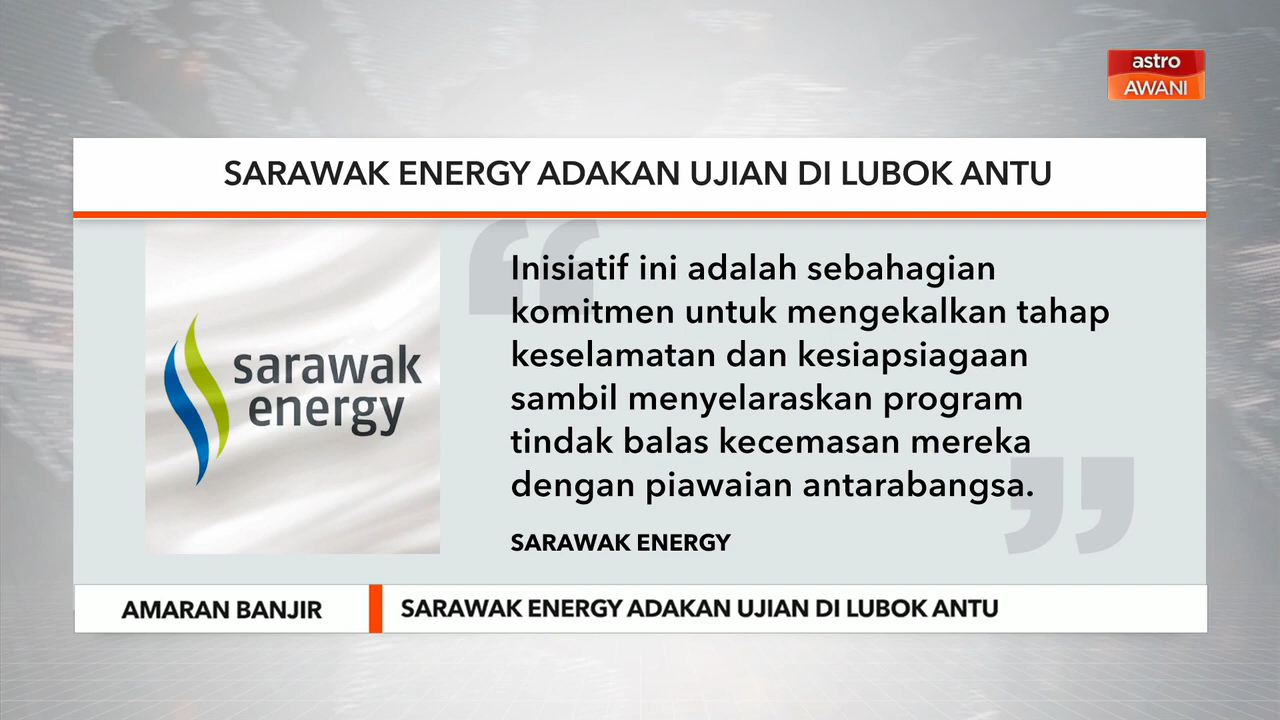 astro
AWANI
SARAWAK ENERGY ADAKAN UJIAN DI LUBOK ANTU
sarawak
energy
“Inisiatif ini adalah sebahagian
komitmen untuk mengekalkan tahap
keselamatan dan kesiapsiagaan
sambil menyelaraskan program
tindak balas kecemasan mereka
dengan piawaian antarabangsa.”
SARAWAK ENERGY
AMARAN BANJIR
SARAWAK ENERGY ADAKAN UJIAN DI LUBOK ANTU